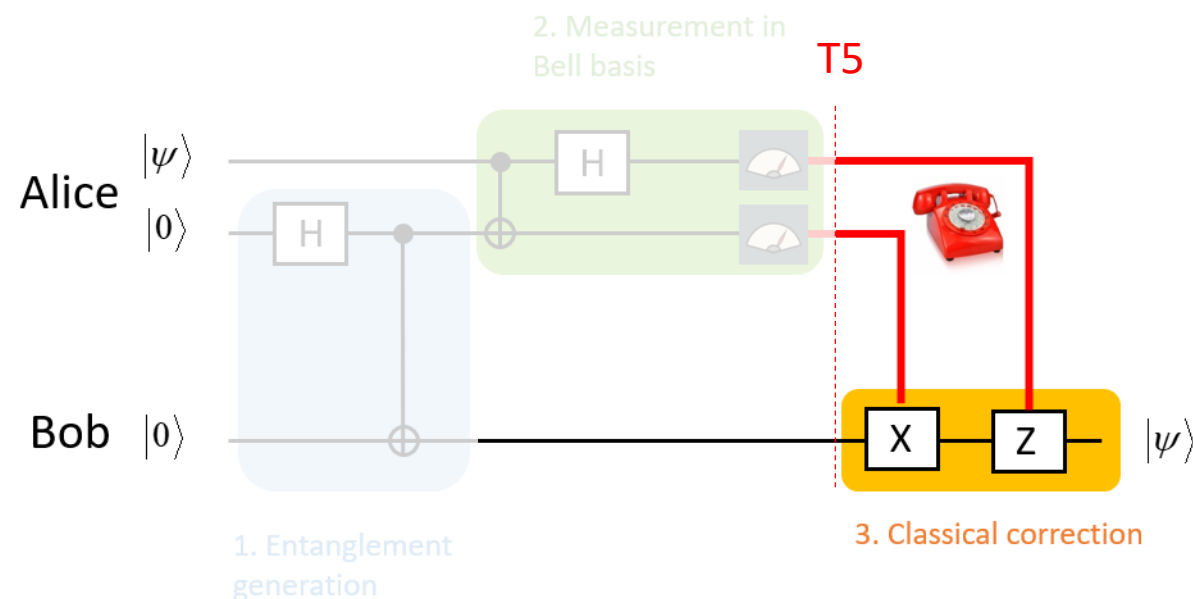 2. Measurement in
Bell basis
T5
|ψ⟩
H
Alice
|0⟩
H
Bob |0⟩
X
Z
|ψ⟩
3. Classical correction
1. Entanglement
generation